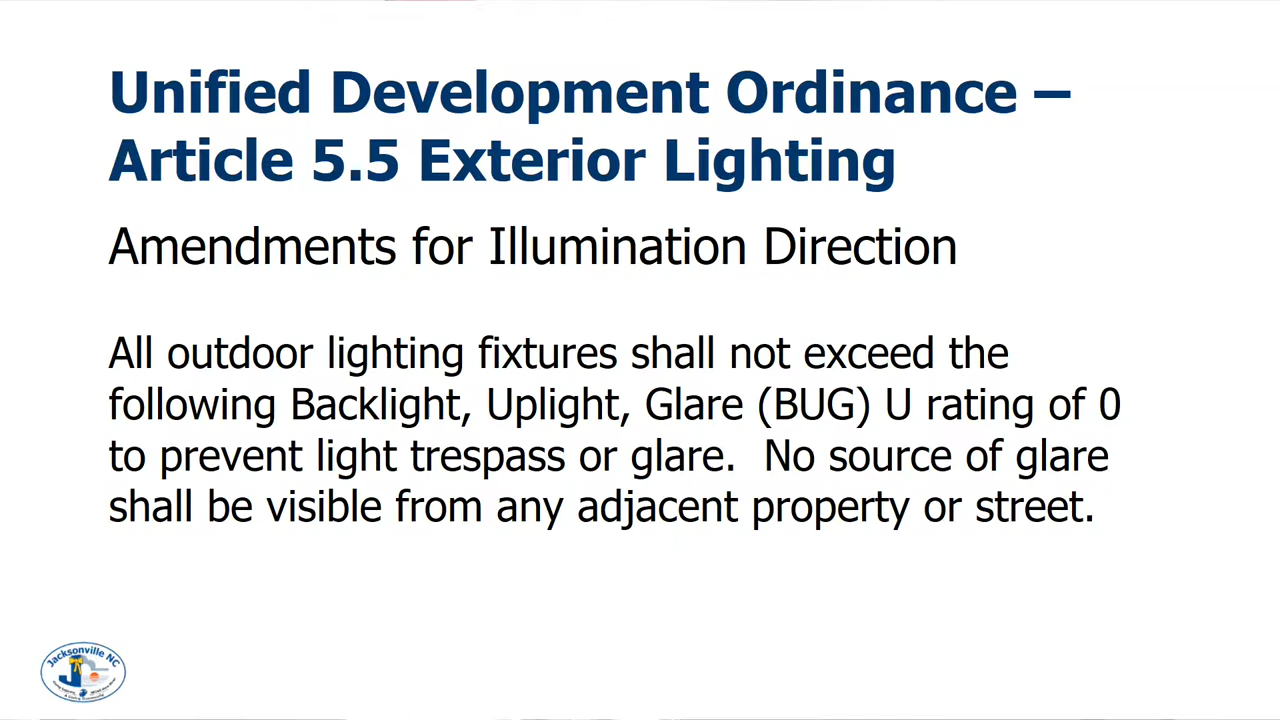 Unified Development Ordinance –
Article 5.5 Exterior Lighting
Amendments for Illumination Direction
All outdoor lighting fixtures shall not exceed the
following Backlight, Uplight, Glare (BUG) U rating of 0
to prevent light trespass or glare.  No source of glare
shall be visible from any adjacent property or street.
Jacksonville NC